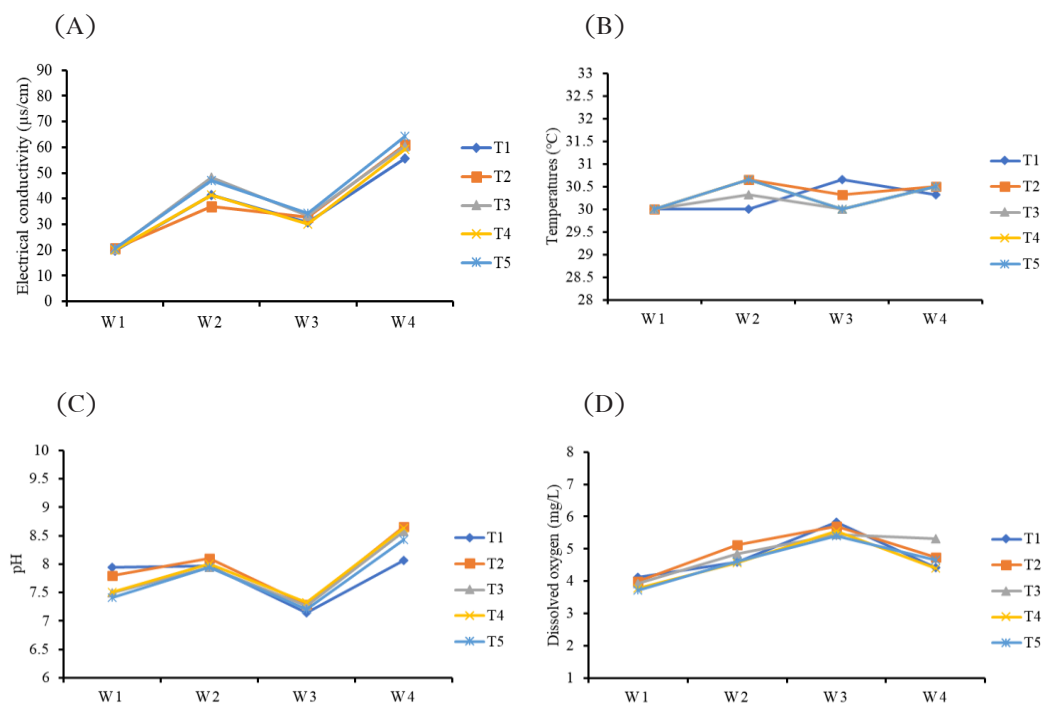 (A)
Electrical conductivity (µs/cm)
90
80
70
60
50
40
30
20
10
0
W1 W2 W3 W4
T1
T2
T3
T4
T5
(B)
Temperatures (°C)
33
32.5
32
31.5
31
30.5
30
29.5
29
28.5
28
W1 W2 W3 W4
T1
T2
T3
T4
T5
(C)
pH
10
9.5
9
8.5
8
7.5
7
6.5
6
W1 W2 W3 W4
T1
T2
T3
T4
T5
(D)
Dissolved oxygen (mg/L)
8
7
6
5
4
3
2
1
W1 W2 W3 W4
T1
T2
T3
T4
T5